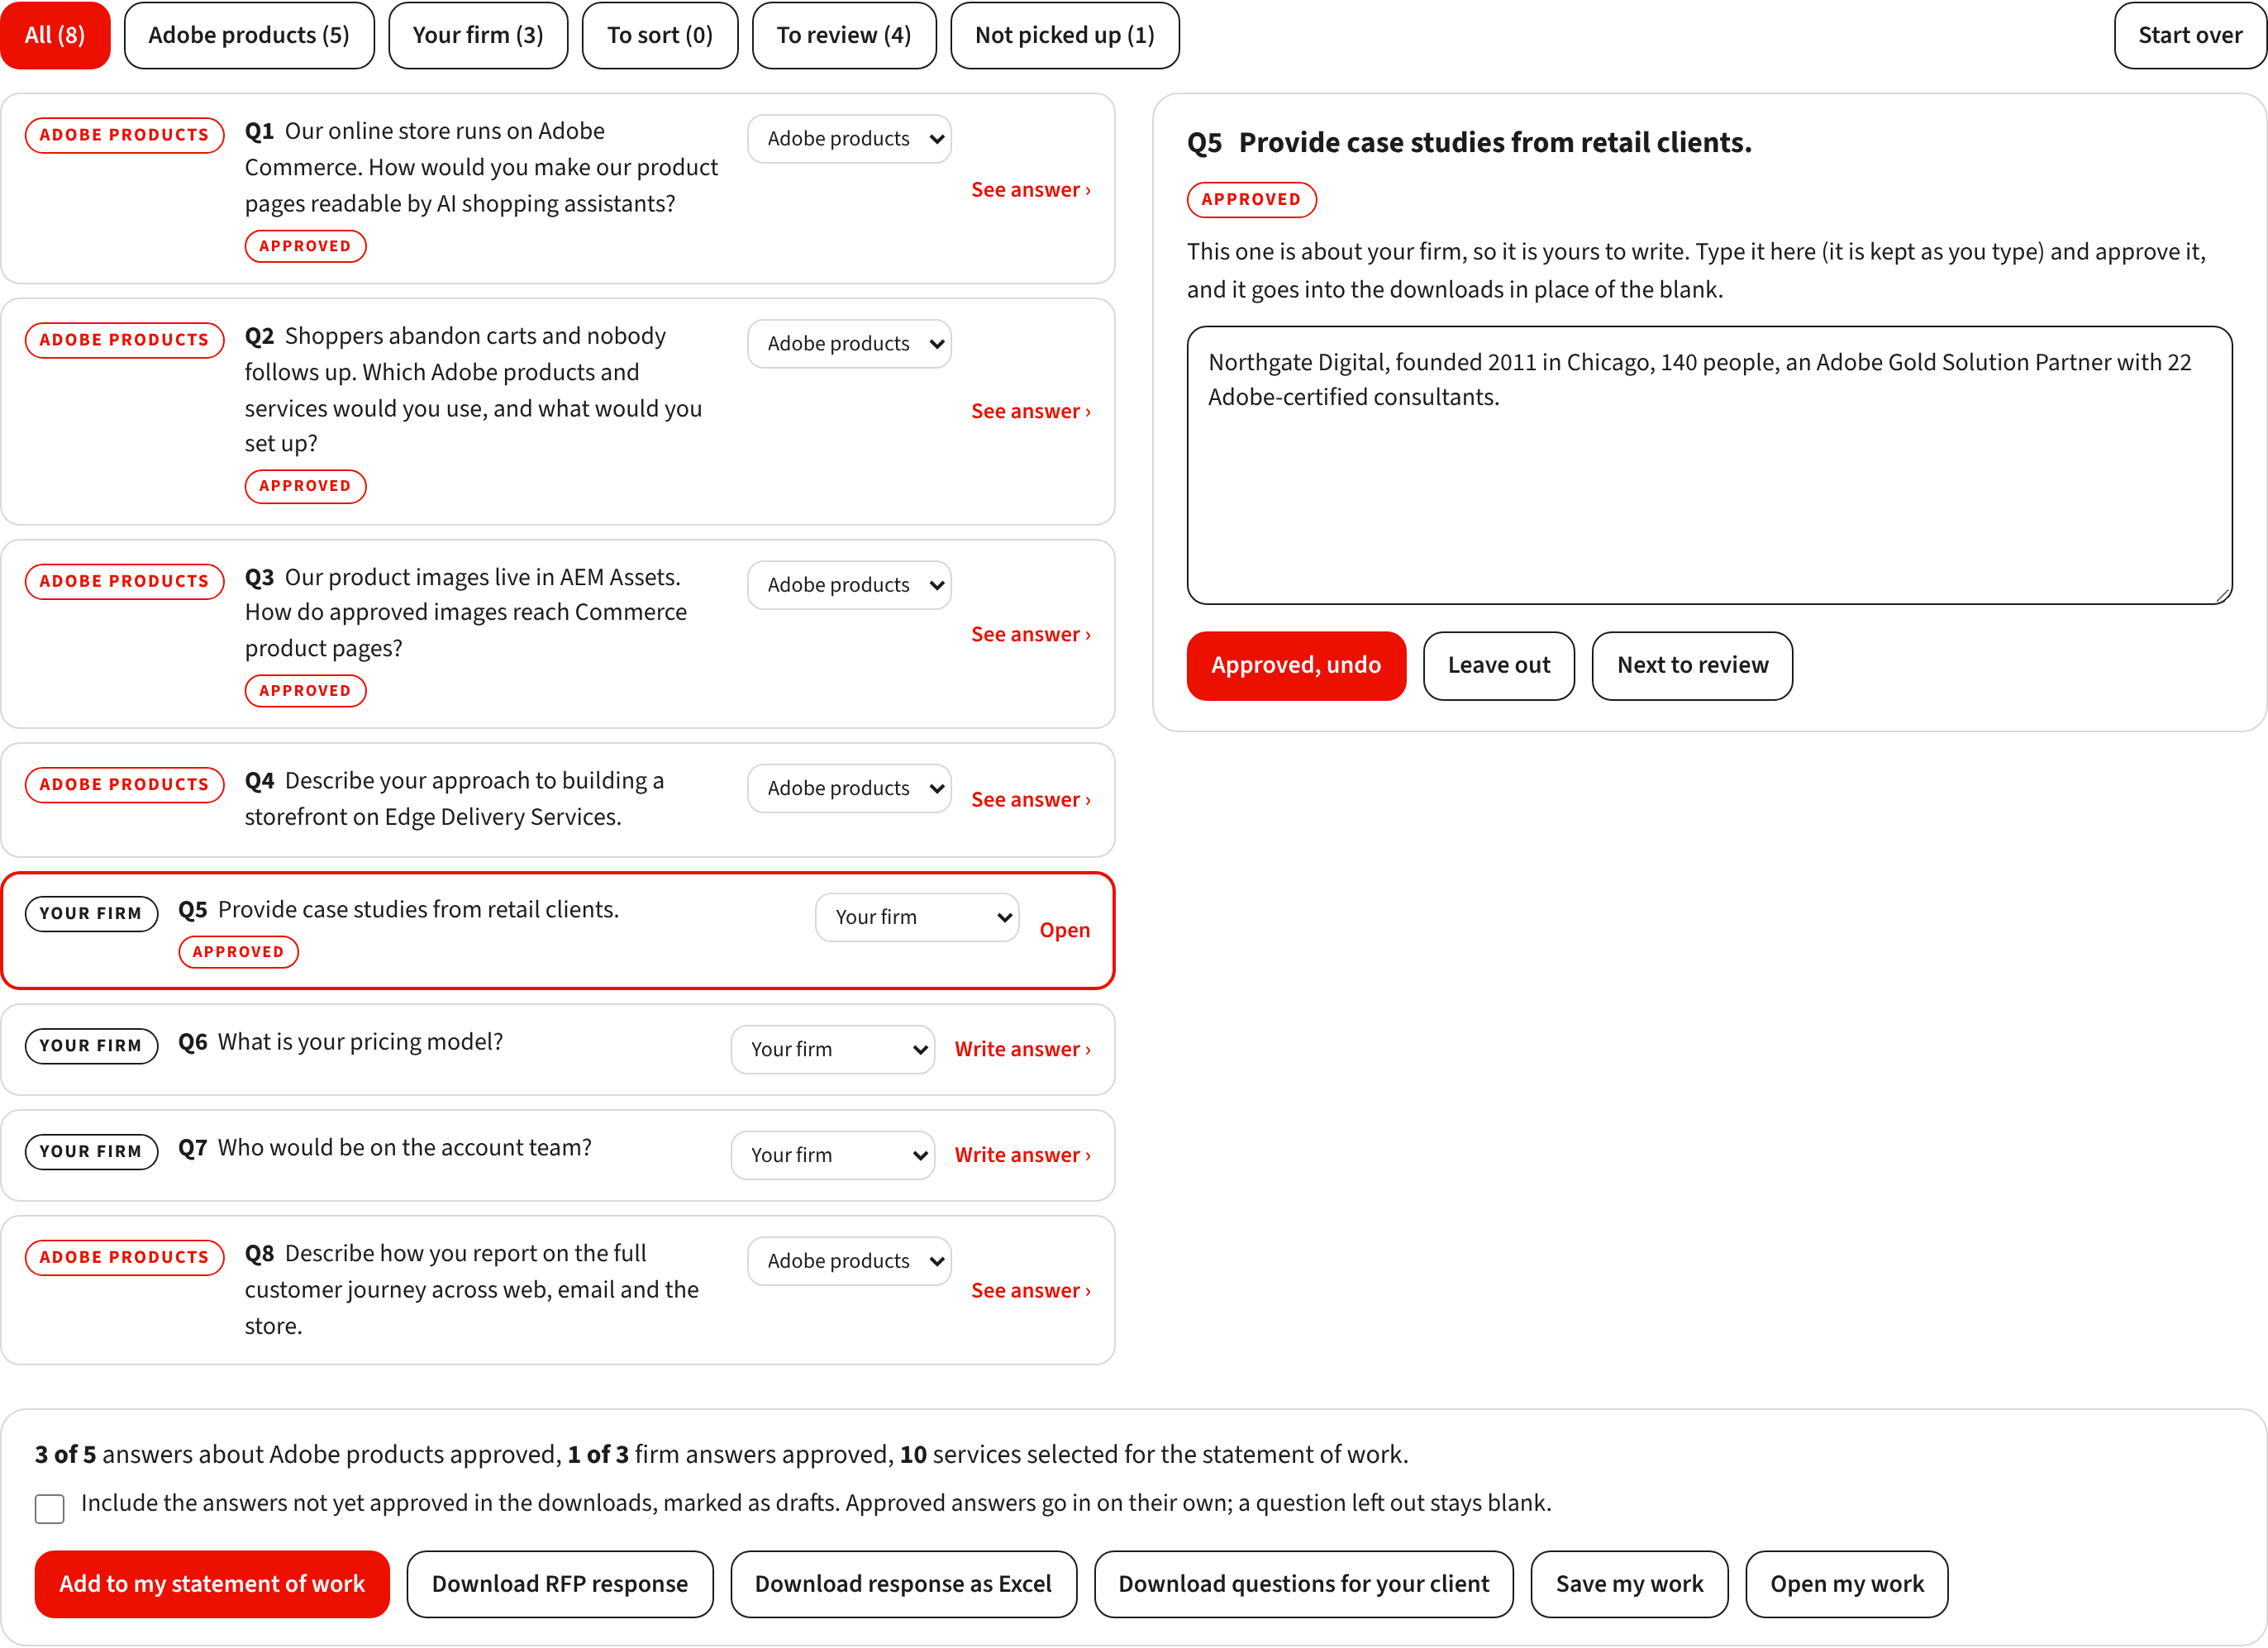 All (8)
Adobe products (5)
Your firm (3)
To sort (0)
To review (4)
Not picked up (1)
Start over
ADOBE PRODUCTS
Q1 Our online store runs on Adobe
Commerce. How would you make our product
pages readable by AI shopping assistants?
APPROVED
Adobe products
See answer ›
ADOBE PRODUCTS
Q2 Shoppers abandon carts and nobody
follows up. Which Adobe products and
services would you use, and what would you
set up?
APPROVED
Adobe products
See answer ›
ADOBE PRODUCTS
Q3 Our product images live in AEM Assets.
How do approved images reach Commerce
product pages?
APPROVED
Adobe products
See answer ›
ADOBE PRODUCTS
Q4 Describe your approach to building a
storefront on Edge Delivery Services.
Adobe products
See answer ›
YOUR FIRM
Q5 Provide case studies from retail clients.
APPROVED
Your firm
Open
YOUR FIRM
Q6 What is your pricing model?
Your firm
Write answer ›
YOUR FIRM
Q7 Who would be on the account team?
Your firm
Write answer ›
ADOBE PRODUCTS
Q8 Describe how you report on the full
customer journey across web, email and the
store.
Adobe products
See answer ›
Q5 Provide case studies from retail clients.
APPROVED
This one is about your firm, so it is yours to write. Type it here (it is kept as you type) and approve it,
and it goes into the downloads in place of the blank.
Northgate Digital, founded 2011 in Chicago, 140 people, an Adobe Gold Solution Partner with 22
Adobe-certified consultants.
Approved, undo
Leave out
Next to review
3 of 5 answers about Adobe products approved, 1 of 3 firm answers approved, 10 services selected for the statement of work.
Include the answers not yet approved in the downloads, marked as drafts. Approved answers go in on their own; a question left out stays blank.
Add to my statement of work
Download RFP response
Download response as Excel
Download questions for your client
Save my work
Open my work